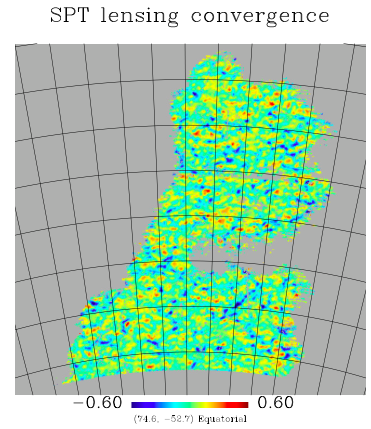 SPT lensing convergence
−0.60 0.60
(74.6, −52.7) Equatorial